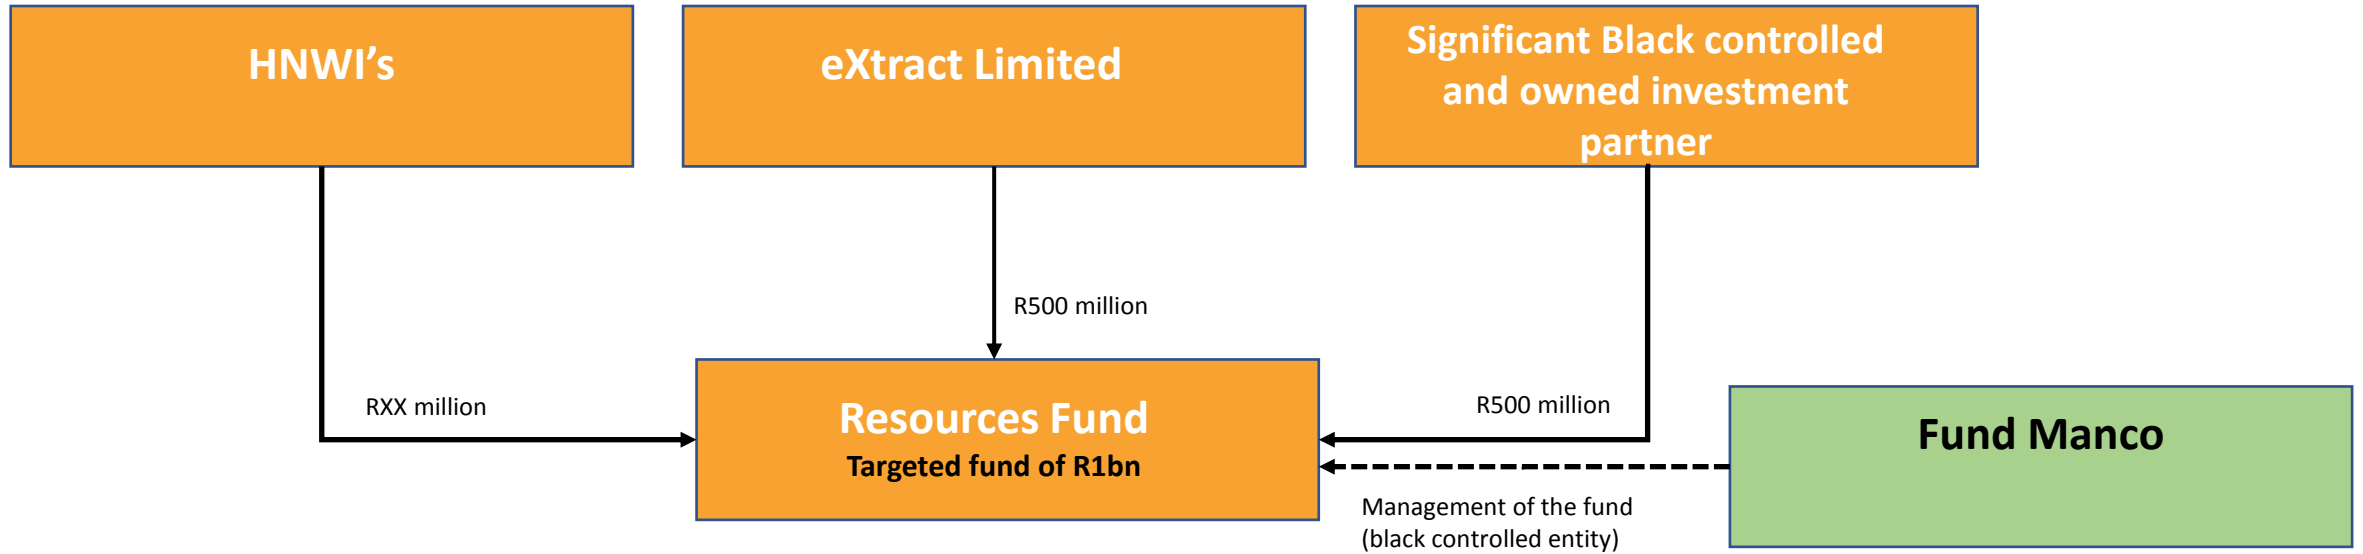 HNWI’s
eXtract Limited
Significant Black controlled
and owned investment
partner
R500 million
RXX million
R500 million
Resources Fund
Targeted fund of R1bn
Fund Manco
Management of the fund
(black controlled entity)